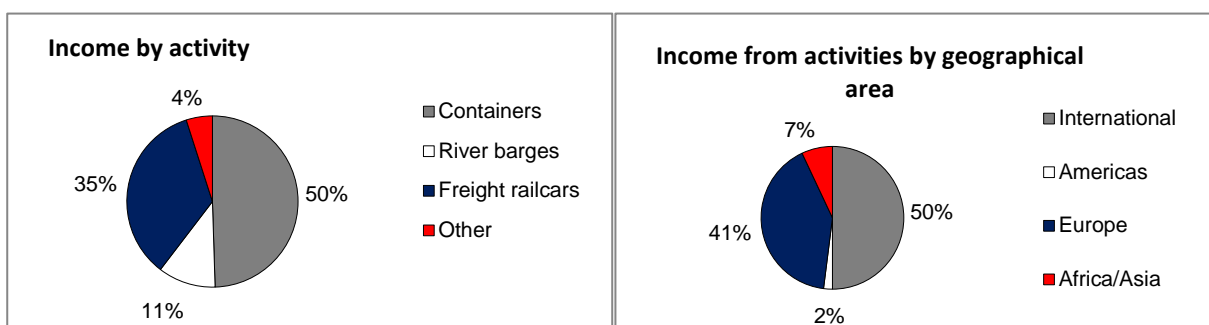 Income by activity
4%
35%
50%
11%
Containers
River barges
Freight railcars
Other
Income from activities by geographical
area
7%
41%
50%
2%
International
Americas
Europe
Africa/Asia